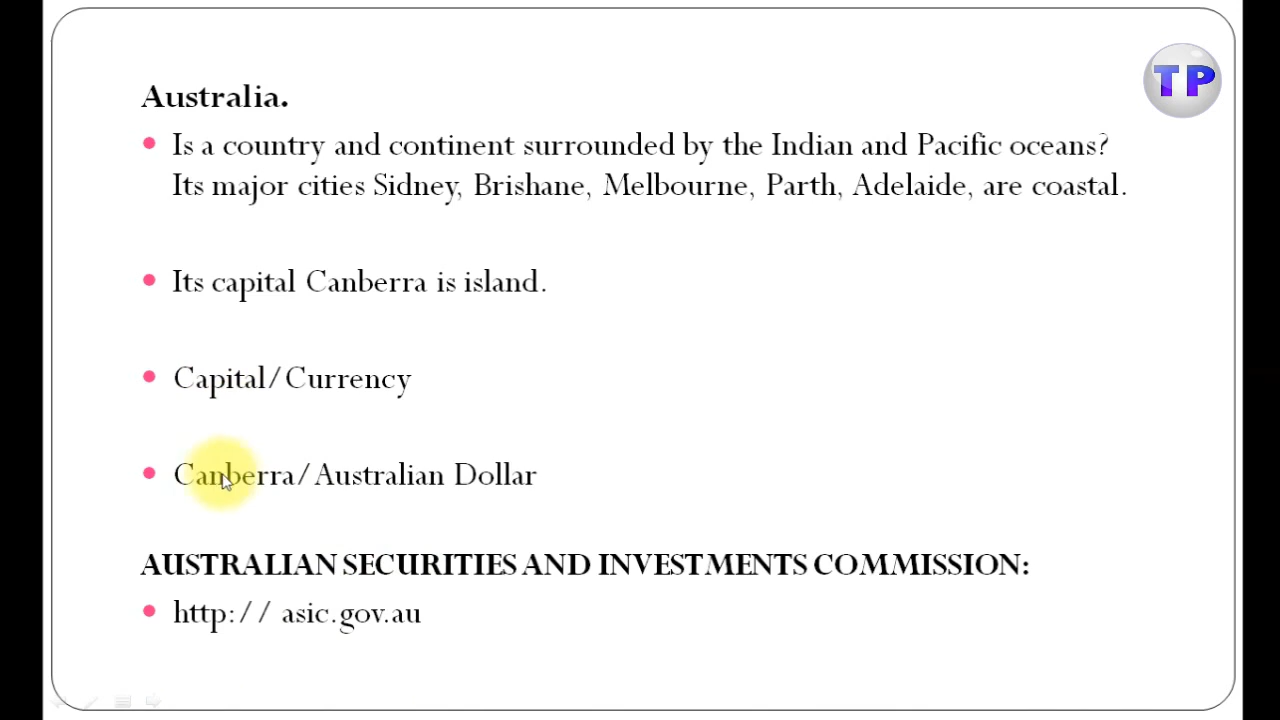 TP
Australia.
Is a country and continent surrounded by the Indian and Pacific oceans?
Its major cities Sidney, Brishane, Melbourne, Parth, Adelaide, are coastal.
Its capital Canberra is island.
Capital/Currency
Canberra/Australian Dollar
AUSTRALIAN SECURITIES AND INVESTMENTS COMMISSION:
http:// asic.gov.au